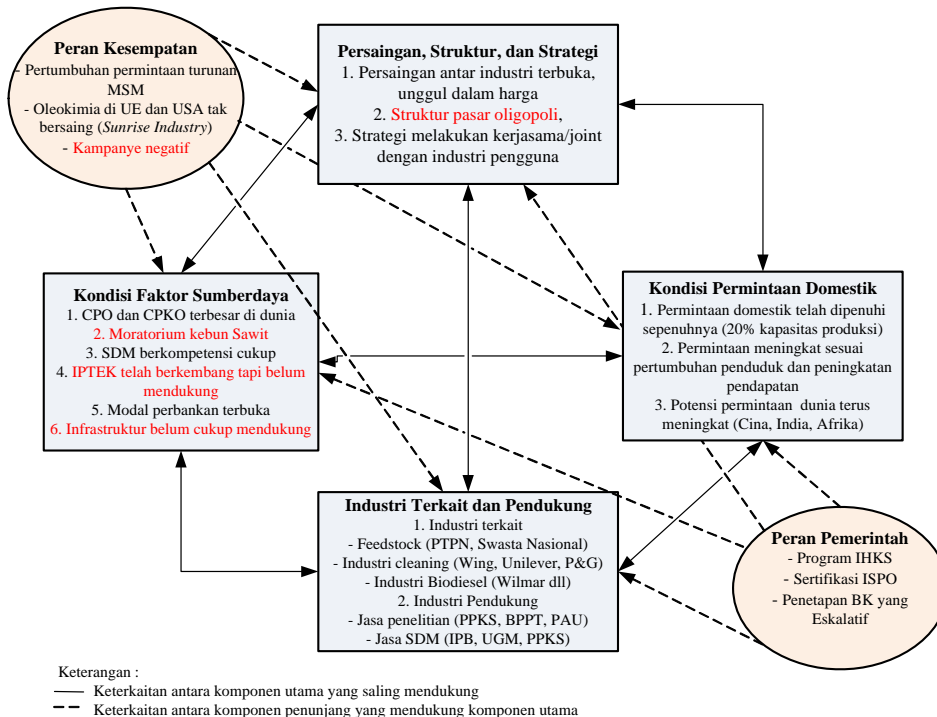 Peran Kesempatan
- Pertumbuhan permintaan turunan
MSM
- Oleokimia di UE dan USA tak
bersaing (Sunrise Industry)
- Kampanye negatif
Persaingan, Struktur, dan Strategi
1. Persaingan antar industri terbuka,
unggul dalam harga
2. Struktur pasar oligopoli,
3. Strategi melakukan kerjasama/joint
dengan industri pengguna
Kondisi Faktor Sumberdaya
1. CPO dan CPKO terbesar di dunia
2. Moratorium kebun Sawit
3. SDM berkompetensi cukup
4. IPTEK telah berkembang tapi belum
mendukung
5. Modal perbankan terbuka
6. Infrastruktur belum cukup mendukung
Kondisi Permintaan Domestik
1. Permintaan domestik telah dipenuhi
sepenuhnya (20% kapasitas produksi)
2. Permintaan meningkat sesuai
pertumbuhan penduduk dan peningkatan
pendapatan
3. Potensi permintaan dunia terus
meningkat (Cina, India, Afrika)
Industri Terkait dan Pendukung
1. Industri terkait
- Feedstock (PTPN, Swasta Nasional)
- Industri cleaning (Wing, Unilever, P&G)
- Industri Biodiesel (Wilmar dll)
2. Industri Pendukung
- Jasa penelitian (PPKS, BPPT, PAU)
- Jasa SDM (IPB, UGM, PPKS)
Peran Pemerintah
- Program IHKS
- Sertifikasi ISPO
- Penetapan BK yang
Eskalatif
Keterangan :
Keterkaitan antara komponen utama yang saling mendukung
Keterkaitan antara komponen penunjang yang mendukung komponen utama